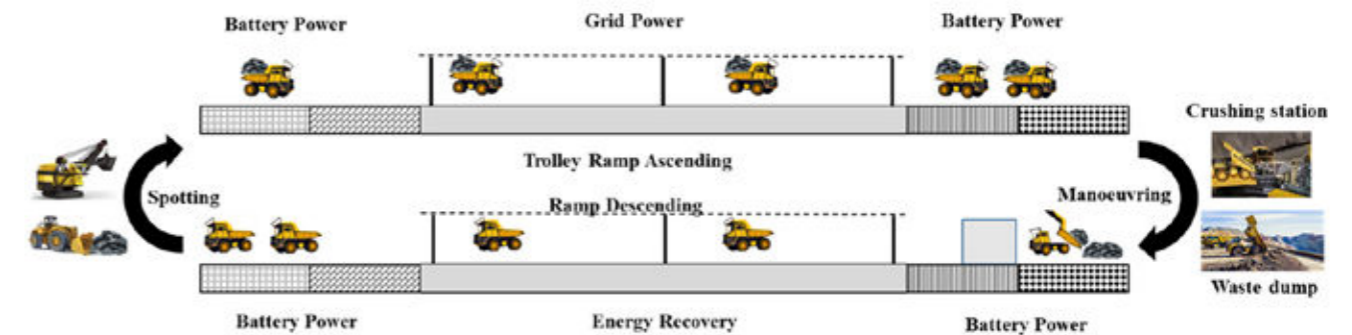 Battery Power
Grid Power
Battery Power
Crushing station
Trolley Ramp Ascending
Spotting
Manoeuvring
Ramp Descending
Waste dump
Battery Power
Energy Recovery
Battery Power